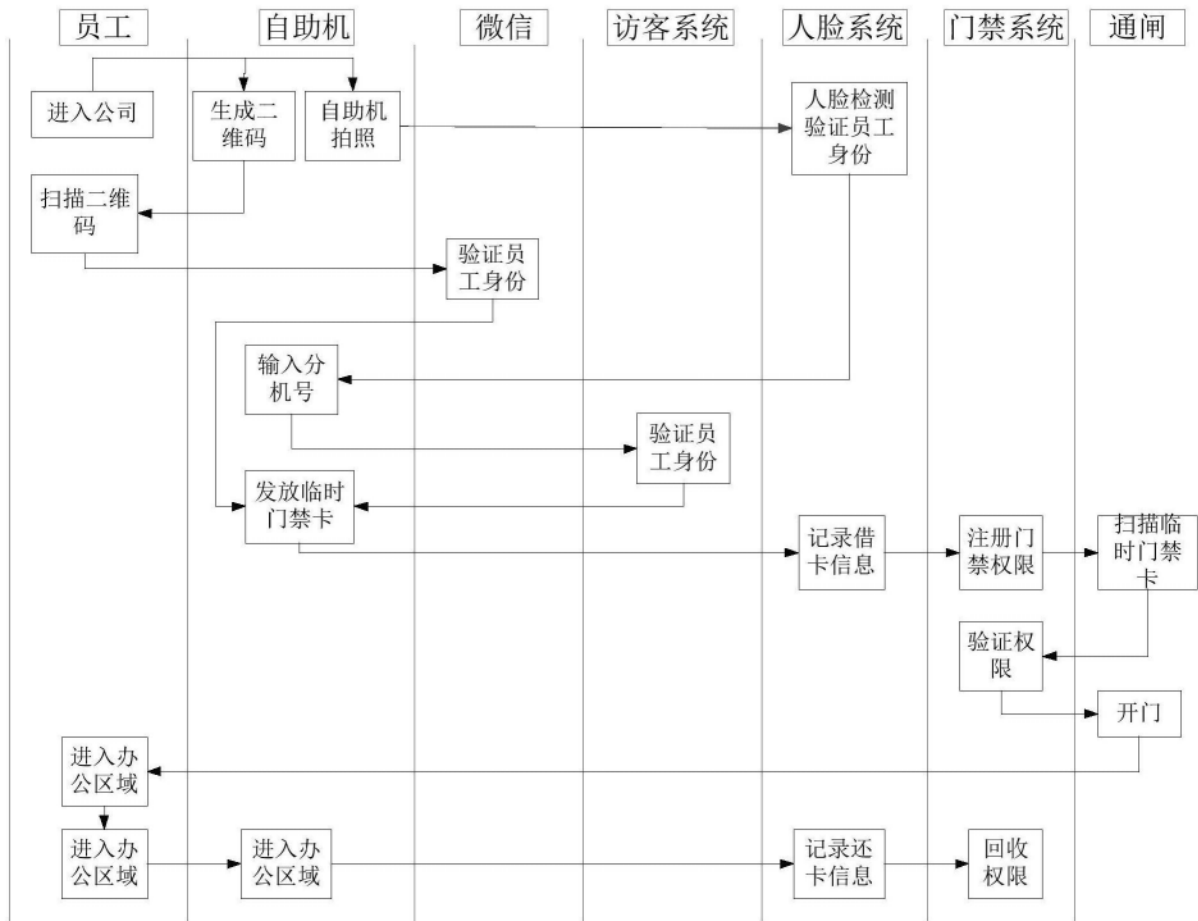 员工
自助机
微信
访客系统
人脸系统
门禁系统
通闸
进入公司
生成二
维码
自助机
拍照
人脸检测
验证员工
身份
扫描二维
码
验证员
工身份
输入分
机号
验证员
工身份
发放临时
门禁卡
记录借
卡信息
注册门
禁权限
扫描临
时门禁
卡
验证权
限
开门
进入办
公区域
进入办
公区域
进入办
公区域
记录还
卡信息
回收
权限